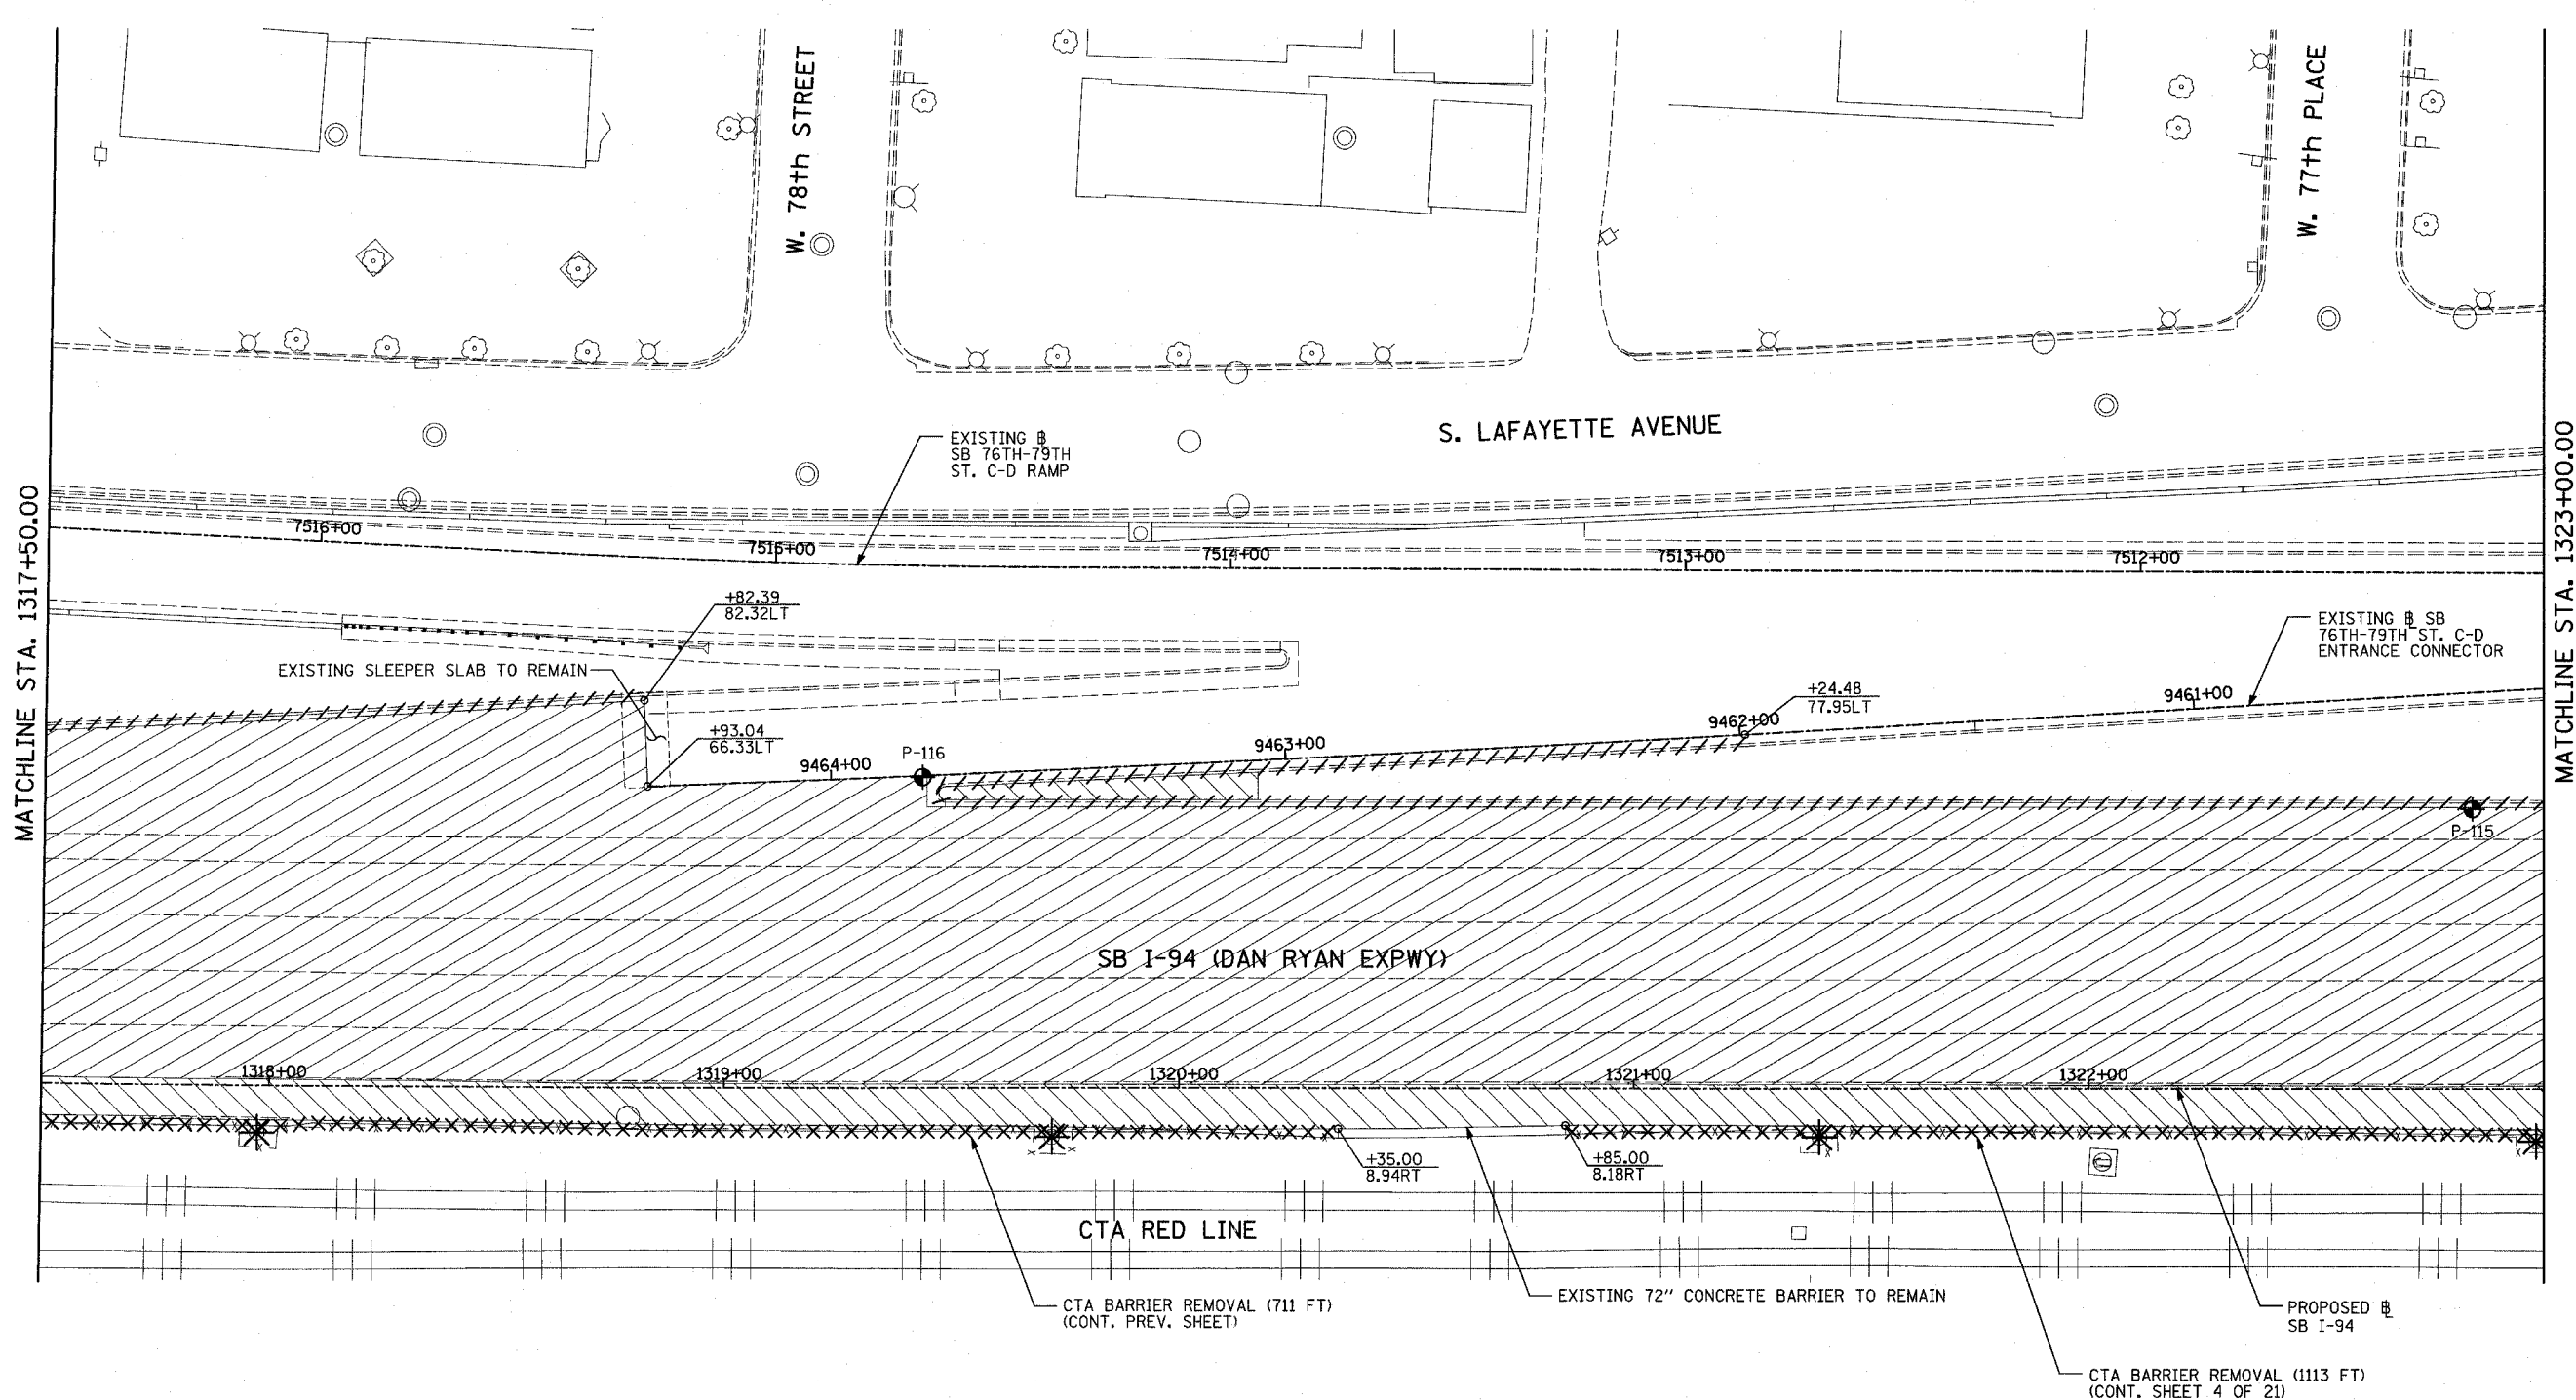 W. 78th STREET
W. 77th PLACE
S. LAFAYETTE AVENUE
EXISTING ⅊
SB 76TH-79TH
ST. C-D RAMP
MATCHLINE STA. 1317+50.00
MATCHLINE STA. 1323+00.00
7516+00
7515+00
7514+00
7513+00
7512+00
+82.39
82.32LT
EXISTING SLEEPER SLAB TO REMAIN
EXISTING ⅊ SB
76TH-79TH ST. C-D
ENTRANCE CONNECTOR
+24.48
77.95LT
9461+00
9462+00
9463+00
9464+00
+93.04
66.33LT
P-116
P-115
SB I-94 (DAN RYAN EXPWY)
1318+00
1319+00
1320+00
1321+00
1322+00
+35.00
8.94RT
+85.00
8.18RT
CTA RED LINE
CTA BARRIER REMOVAL (711 FT)
(CONT. PREV. SHEET)
EXISTING 72" CONCRETE BARRIER TO REMAIN
PROPOSED ⅊
SB I-94
CTA BARRIER REMOVAL (1113 FT)
(CONT. SHEET 4 OF 21)